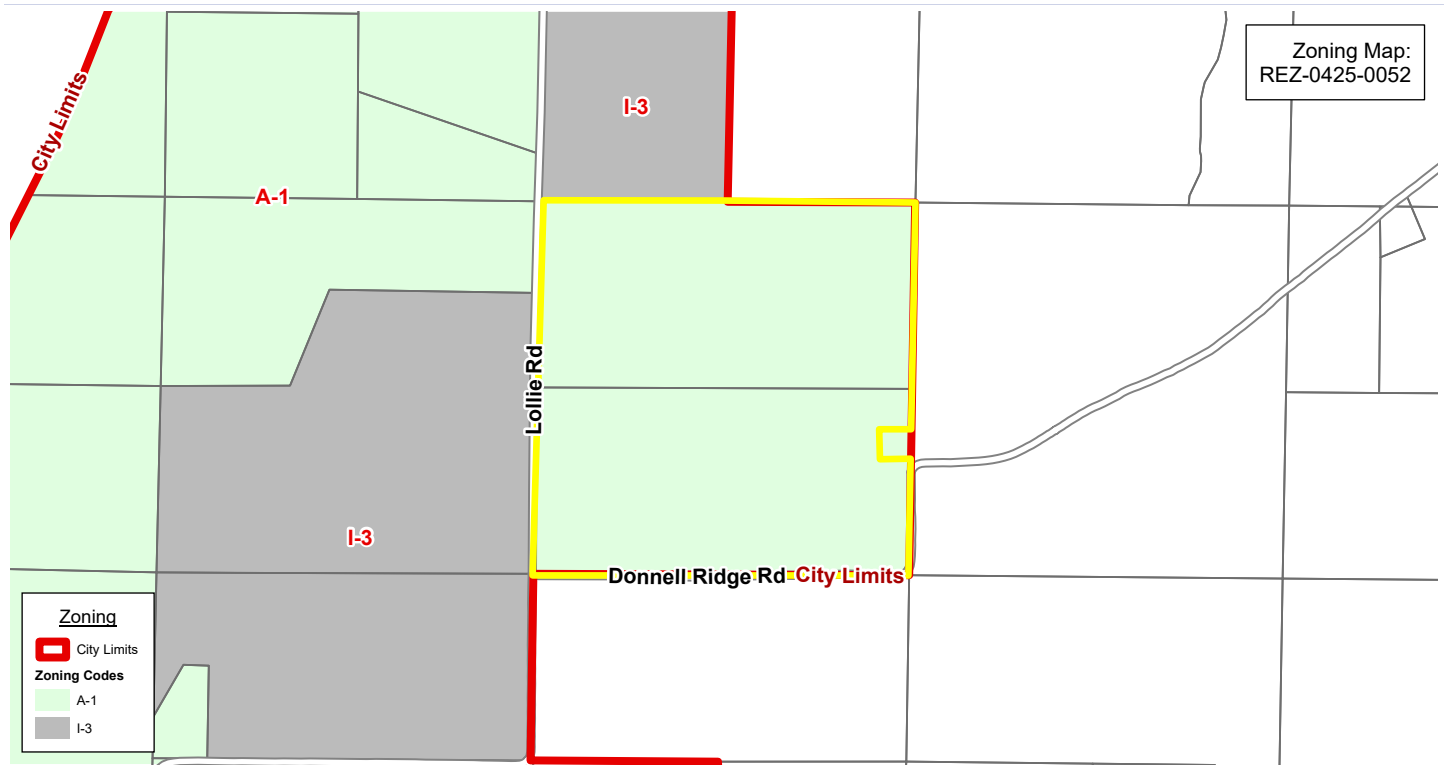 Zoning Map:
REZ-0425-0052
City Limits
I-3
A-1
Lollie Rd
I-3
Donnell Ridge Rd City Limits
Zoning
City Limits
Zoning Codes
A-1
I-3